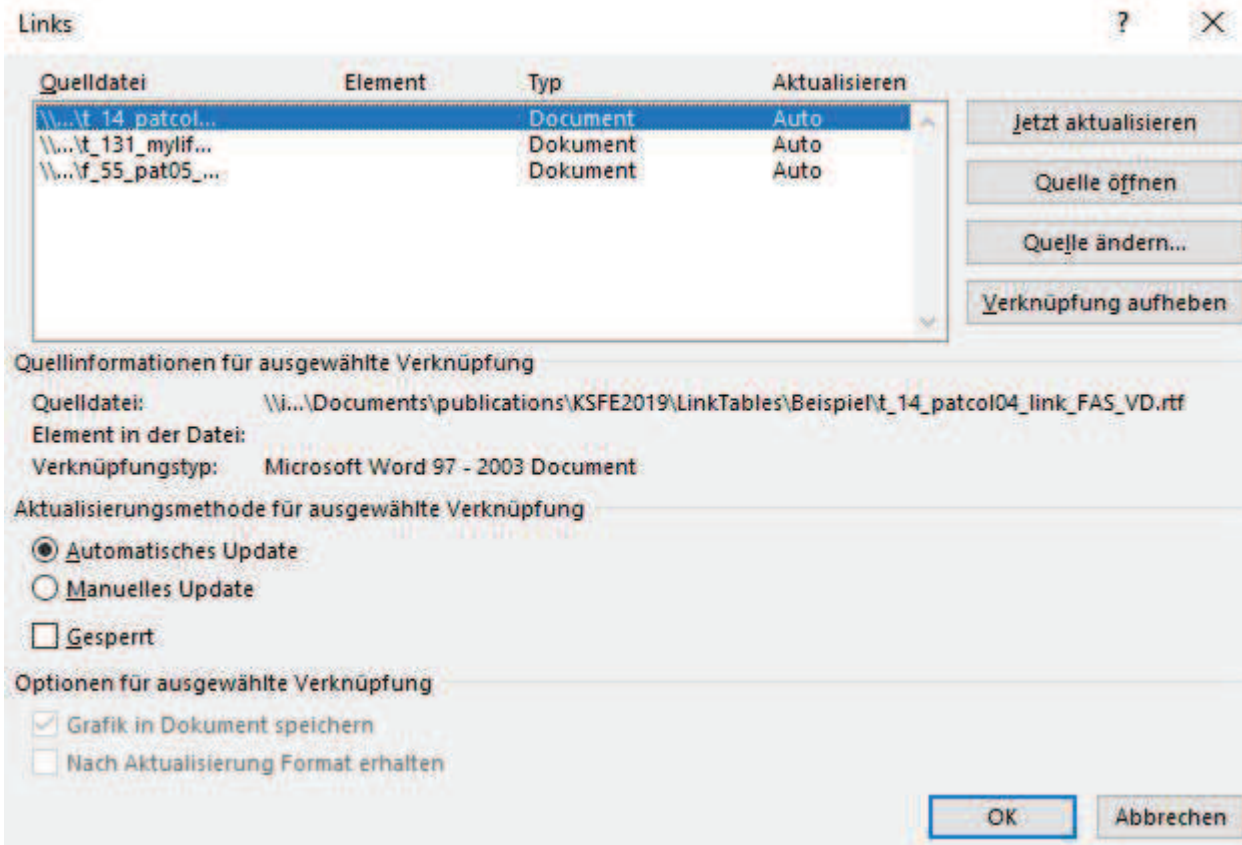 Links ? X
Quelldatei Element Typ Aktualisieren
\\...\t_14_patcol... Document Auto
\\...\t_131_mylif... Dokument Auto
\\...\f_55_pat05_... Dokument Auto
Jetzt aktualisieren
Quelle öffnen
Quelle ändern...
Verknüpfung aufheben
Quellinformationen für ausgewählte Verknüpfung
Quelldatei: \\i...\Documents\publications\KSFE2019\LinkTables\Beispiel\t_14_patcol04_link_FAS_VD.rtf
Element in der Datei:
Verknüpfungstyp: Microsoft Word 97 - 2003 Document
Aktualisierungsmethode für ausgewählte Verknüpfung
Automatisches Update
Manuelles Update
Gesperrt
Optionen für ausgewählte Verknüpfung
Grafik in Dokument speichern
Nach Aktualisierung Format erhalten
OK Abbrechen